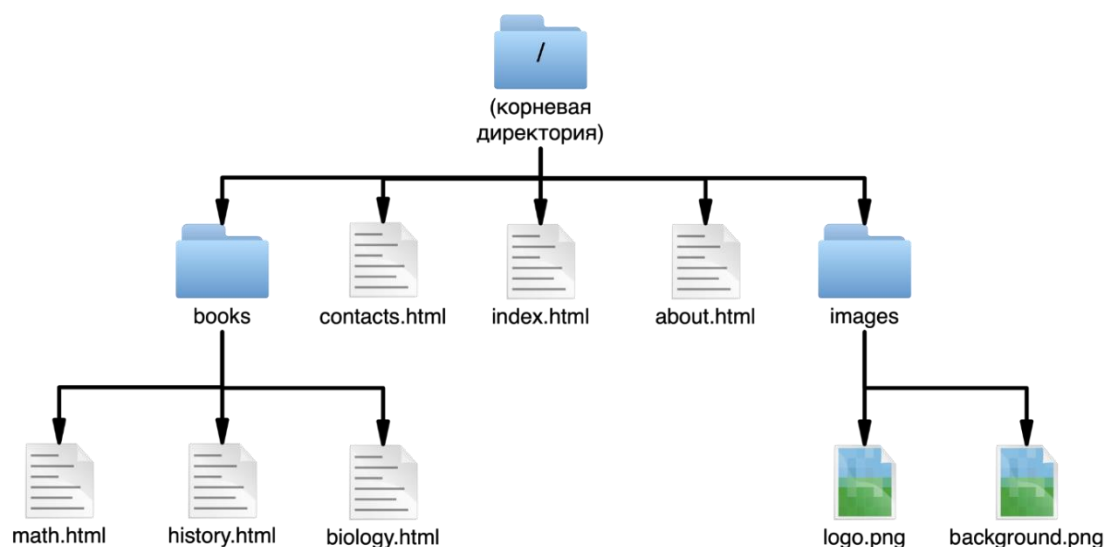 /
(корневая
директория)
books
contacts.html
index.html
about.html
images
math.html
history.html
biology.html
logo.png
background.png